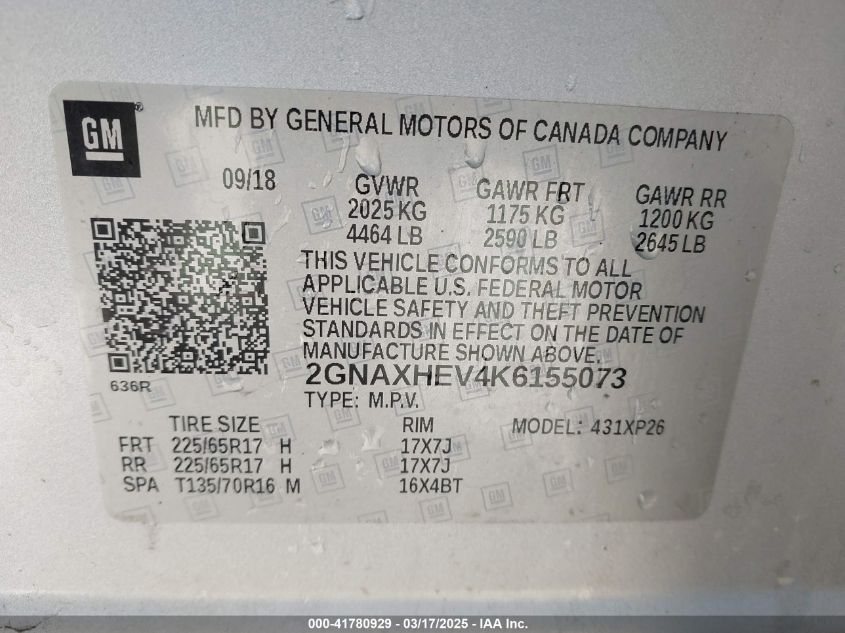 GM
MFD BY GENERAL MOTORS OF CANADA COMPANY
09/18 GVWR GAWR FRT GAWR RR
2025 KG 1175 KG 1200 KG
4464 LB 2590 LB 2645 LB
THIS VEHICLE CONFORMS TO ALL
APPLICABLE U.S. FEDERAL MOTOR
VEHICLE SAFETY AND THEFT PREVENTION
STANDARDS IN EFFECT ON THE DATE OF
MANUFACTURE SHOWN ABOVE.
636R
2GNAXHEV4K6155073
TYPE: M.P.V.
TIRE SIZE RIM MODEL: 431XP26
FRT 225/65R17 H 17X7J
RR 225/65R17 H 17X7J
SPA T135/70R16 M 16X4BT
000-41780929 - 03/17/2025 - IAA Inc.